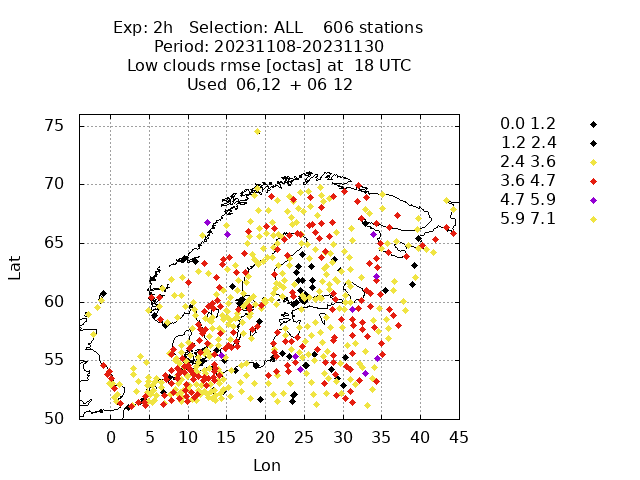 Exp: 2h   Selection: ALL    606 stations
Period: 20231108-20231130
Low clouds rmse [octas] at  18 UTC
Used  06,12  + 06 12
75
70
65
60
55
50
Lat
0 5 10 15 20 25 30 35 40 45
Lon
0.0 1.2
1.2 2.4
2.4 3.6
3.6 4.7
4.7 5.9
5.9 7.1